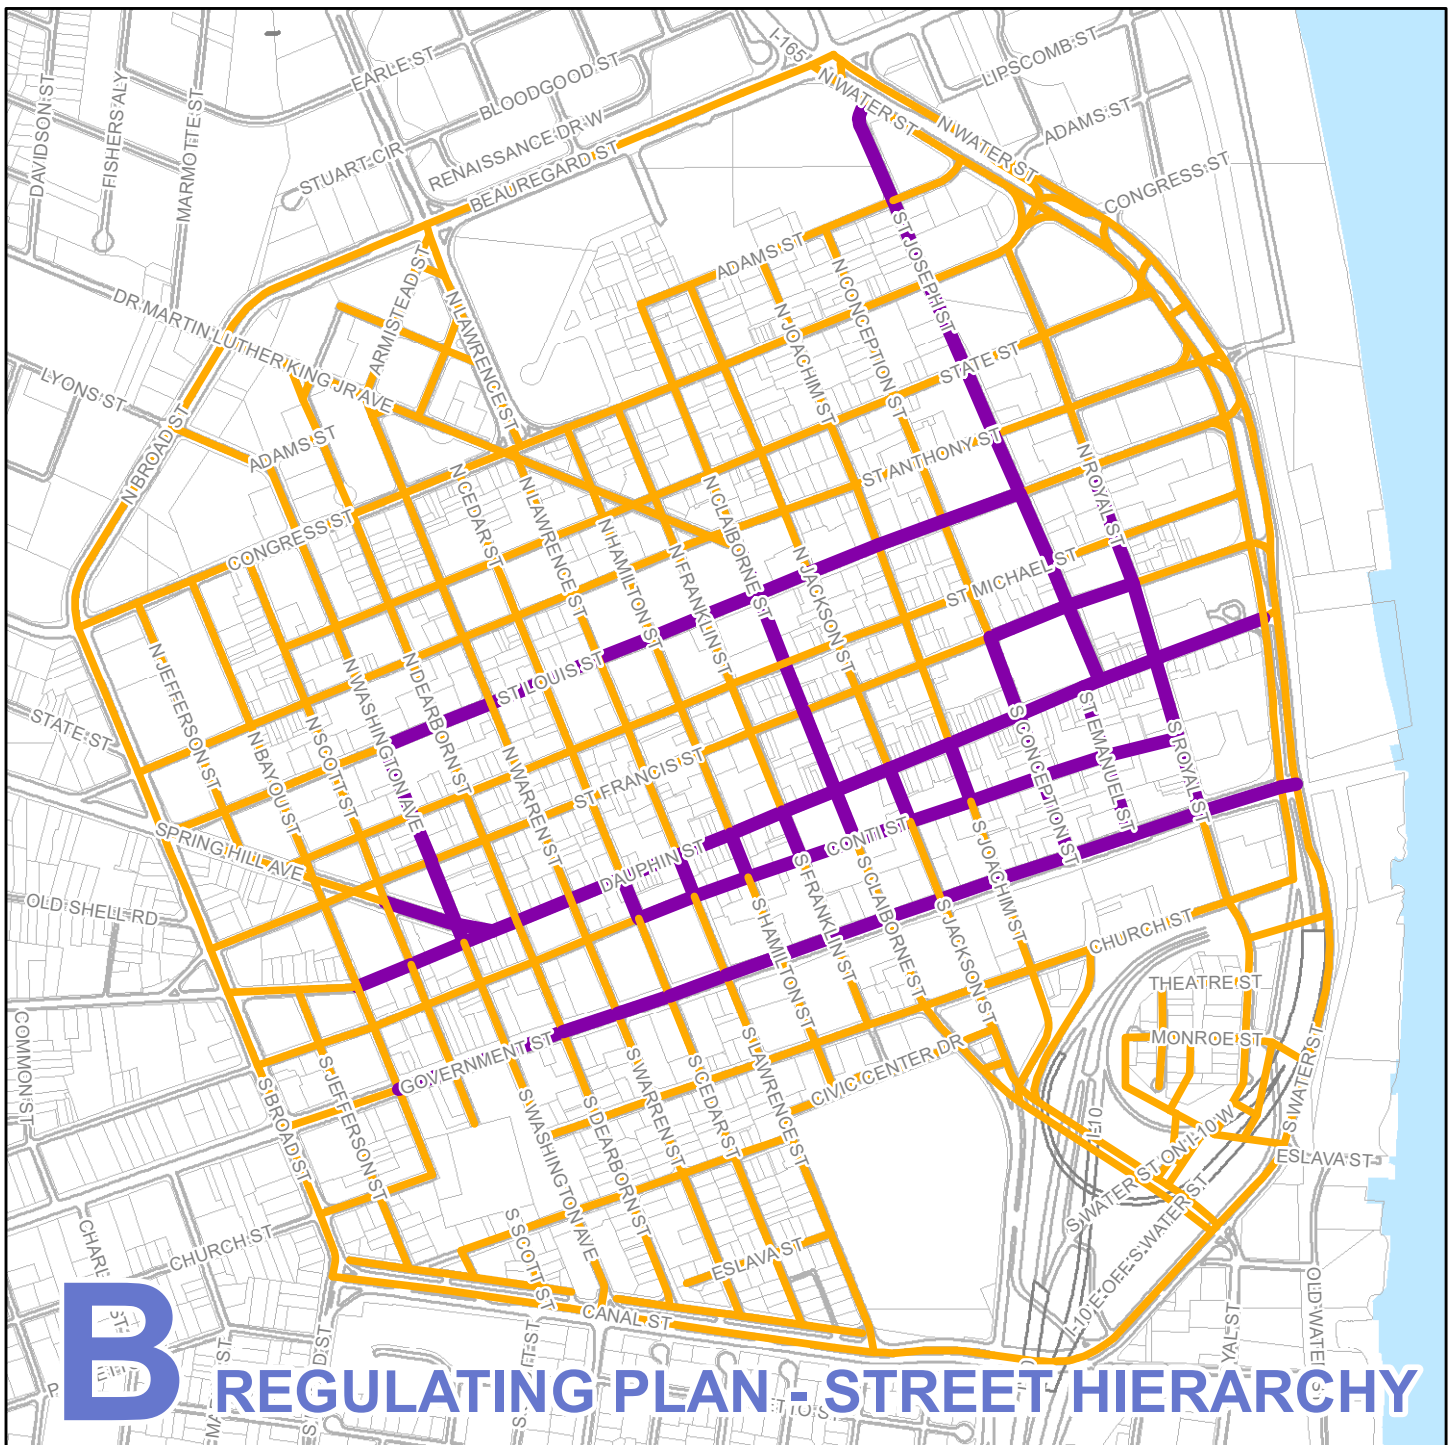 I-165
LIPSCOMB ST
EARLE ST
BLOODGOOD ST
N WATER ST
N WATER ST
ADAMS ST
DAVIDSON ST
FISHERS ALY
MARMOTTE ST
STUART CIR
RENAISSANCE DR W
BEAUREGARD ST
CONGRESS ST
ADAMS ST
ST JOSEPH ST
ARMSTEAD ST
N LAWRENCE ST
N JOACHIM ST
N CONCEPTION ST
DR MARTIN LUTHER KING JR AVE
STATE ST
LYONS ST
N BROAD ST
ADAMS ST
ST ANTHONY ST
N ROYAL ST
N CEDAR ST
N LAWRENCE ST
N HAMILTON ST
N FRANKLIN ST
N CLAIBORNE ST
N JACKSON ST
CONGRESS ST
ST MICHAEL ST
N JEFFERSON ST
N BAYOU ST
N SCOTT ST
N WASHINGTON AVE
N DEARBORN ST
N WARREN ST
ST LOUIS ST
STATE ST
ST FRANCIS ST
S CONCEPTION ST
ST EMANUEL ST
S ROYAL ST
SPRING HILL AVE
DAUPHIN ST
CONTI ST
S JOACHIM ST
OLD SHELL RD
S HAMILTON ST
S FRANKLIN ST
S CLAIBORNE ST
S JACKSON ST
CHURCH ST
THEATRE ST
MONROE ST
COMMON ST
GOVERNMENT ST
CIVIC CENTER DR
S BROAD ST
S JEFFERSON ST
S WASHINGTON AVE
S DEARBORN ST
S WARREN ST
S CEDAR ST
S LAWRENCE ST
I-10
S WATER ST
S WATER ST ON I-10 W
ESLAVA ST
I-10 E OFF S WATER ST
CHURCH ST
S SCOTT ST
ESLAVA ST
CANAL ST
OLD WATER S
YAL ST
B
REGULATING PLAN - STREET HIERARCHY